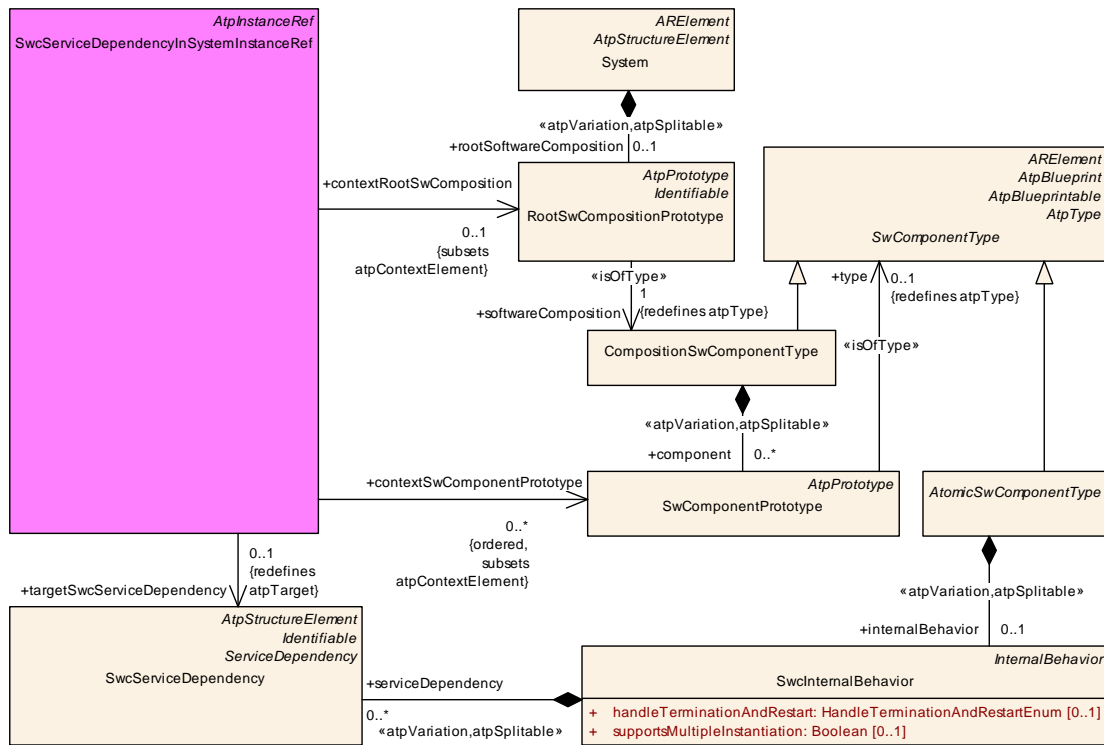 AtpInstanceRef
SwcServiceDependencyInSystemInstanceRef
ARElement
AtpStructureElement
System
«atpVariation,atpSplitable»
+rootSoftwareComposition
0..1
+contextRootSwComposition
0..1
{subsets
atpContextElement}
AtpPrototype
Identifiable
RootSwCompositionPrototype
ARElement
AtpBlueprint
AtpBlueprintable
AtpType
SwComponentType
«isOfType»
1
{redefines atpType}
+softwareComposition
+type
0..1
{redefines atpType}
«isOfType»
CompositionSwComponentType
«atpVariation,atpSplitable»
+component
0..*
+contextSwComponentPrototype
0..*
{ordered,
subsets
atpContextElement}
AtpPrototype
SwComponentPrototype
AtomicSwComponentType
0..1
{redefines
atpTarget}
+targetSwcServiceDependency
«atpVariation,atpSplitable»
+internalBehavior
0..1
AtpStructureElement
Identifiable
ServiceDependency
SwcServiceDependency
+serviceDependency
0..*
«atpVariation,atpSplitable»
InternalBehavior
SwcInternalBehavior
+ handleTerminationAndRestart: HandleTerminationAndRestartEnum [0..1]
+ supportsMultipleInstantiation: Boolean [0..1]